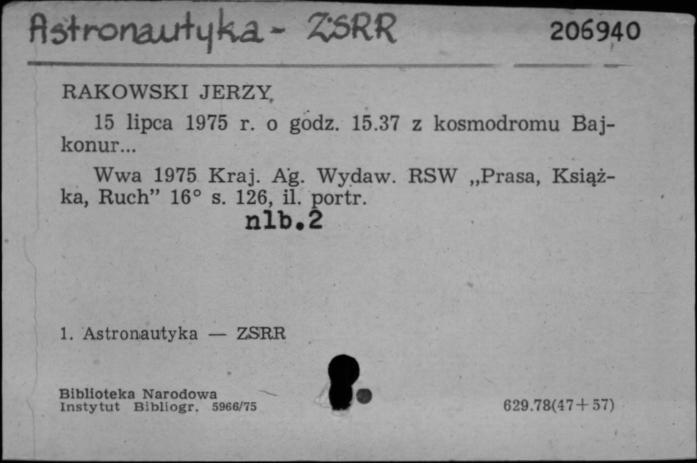 Astronautyka - ZSRR 206940
RAKOWSKI JERZY,
15 lipca 1975 r. o godz. 15.37 z kosmodromu Baj-
konur...
Wwa 1975 Kraj. Ag. Wydaw. RSW „Prasa, Książ-
ka, Ruch” 16° s. 126, il. portr.
nlb.2
1. Astronautyka — ZSRR
Biblioteka Narodowa
Instytut Bibliogr. 5966/75 629.78(47+57)